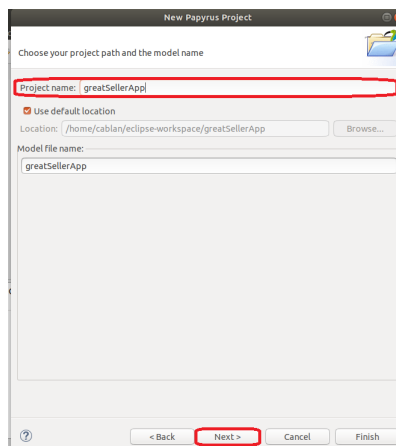 New Papyrus Project
Choose your project path and the model name
Project name: greatSellerApp
Use default location
Location: /home/cablan/eclipse-workspace/greatSellerApp Browse...
Model file name:
greatSellerApp
< Back Next > Cancel Finish